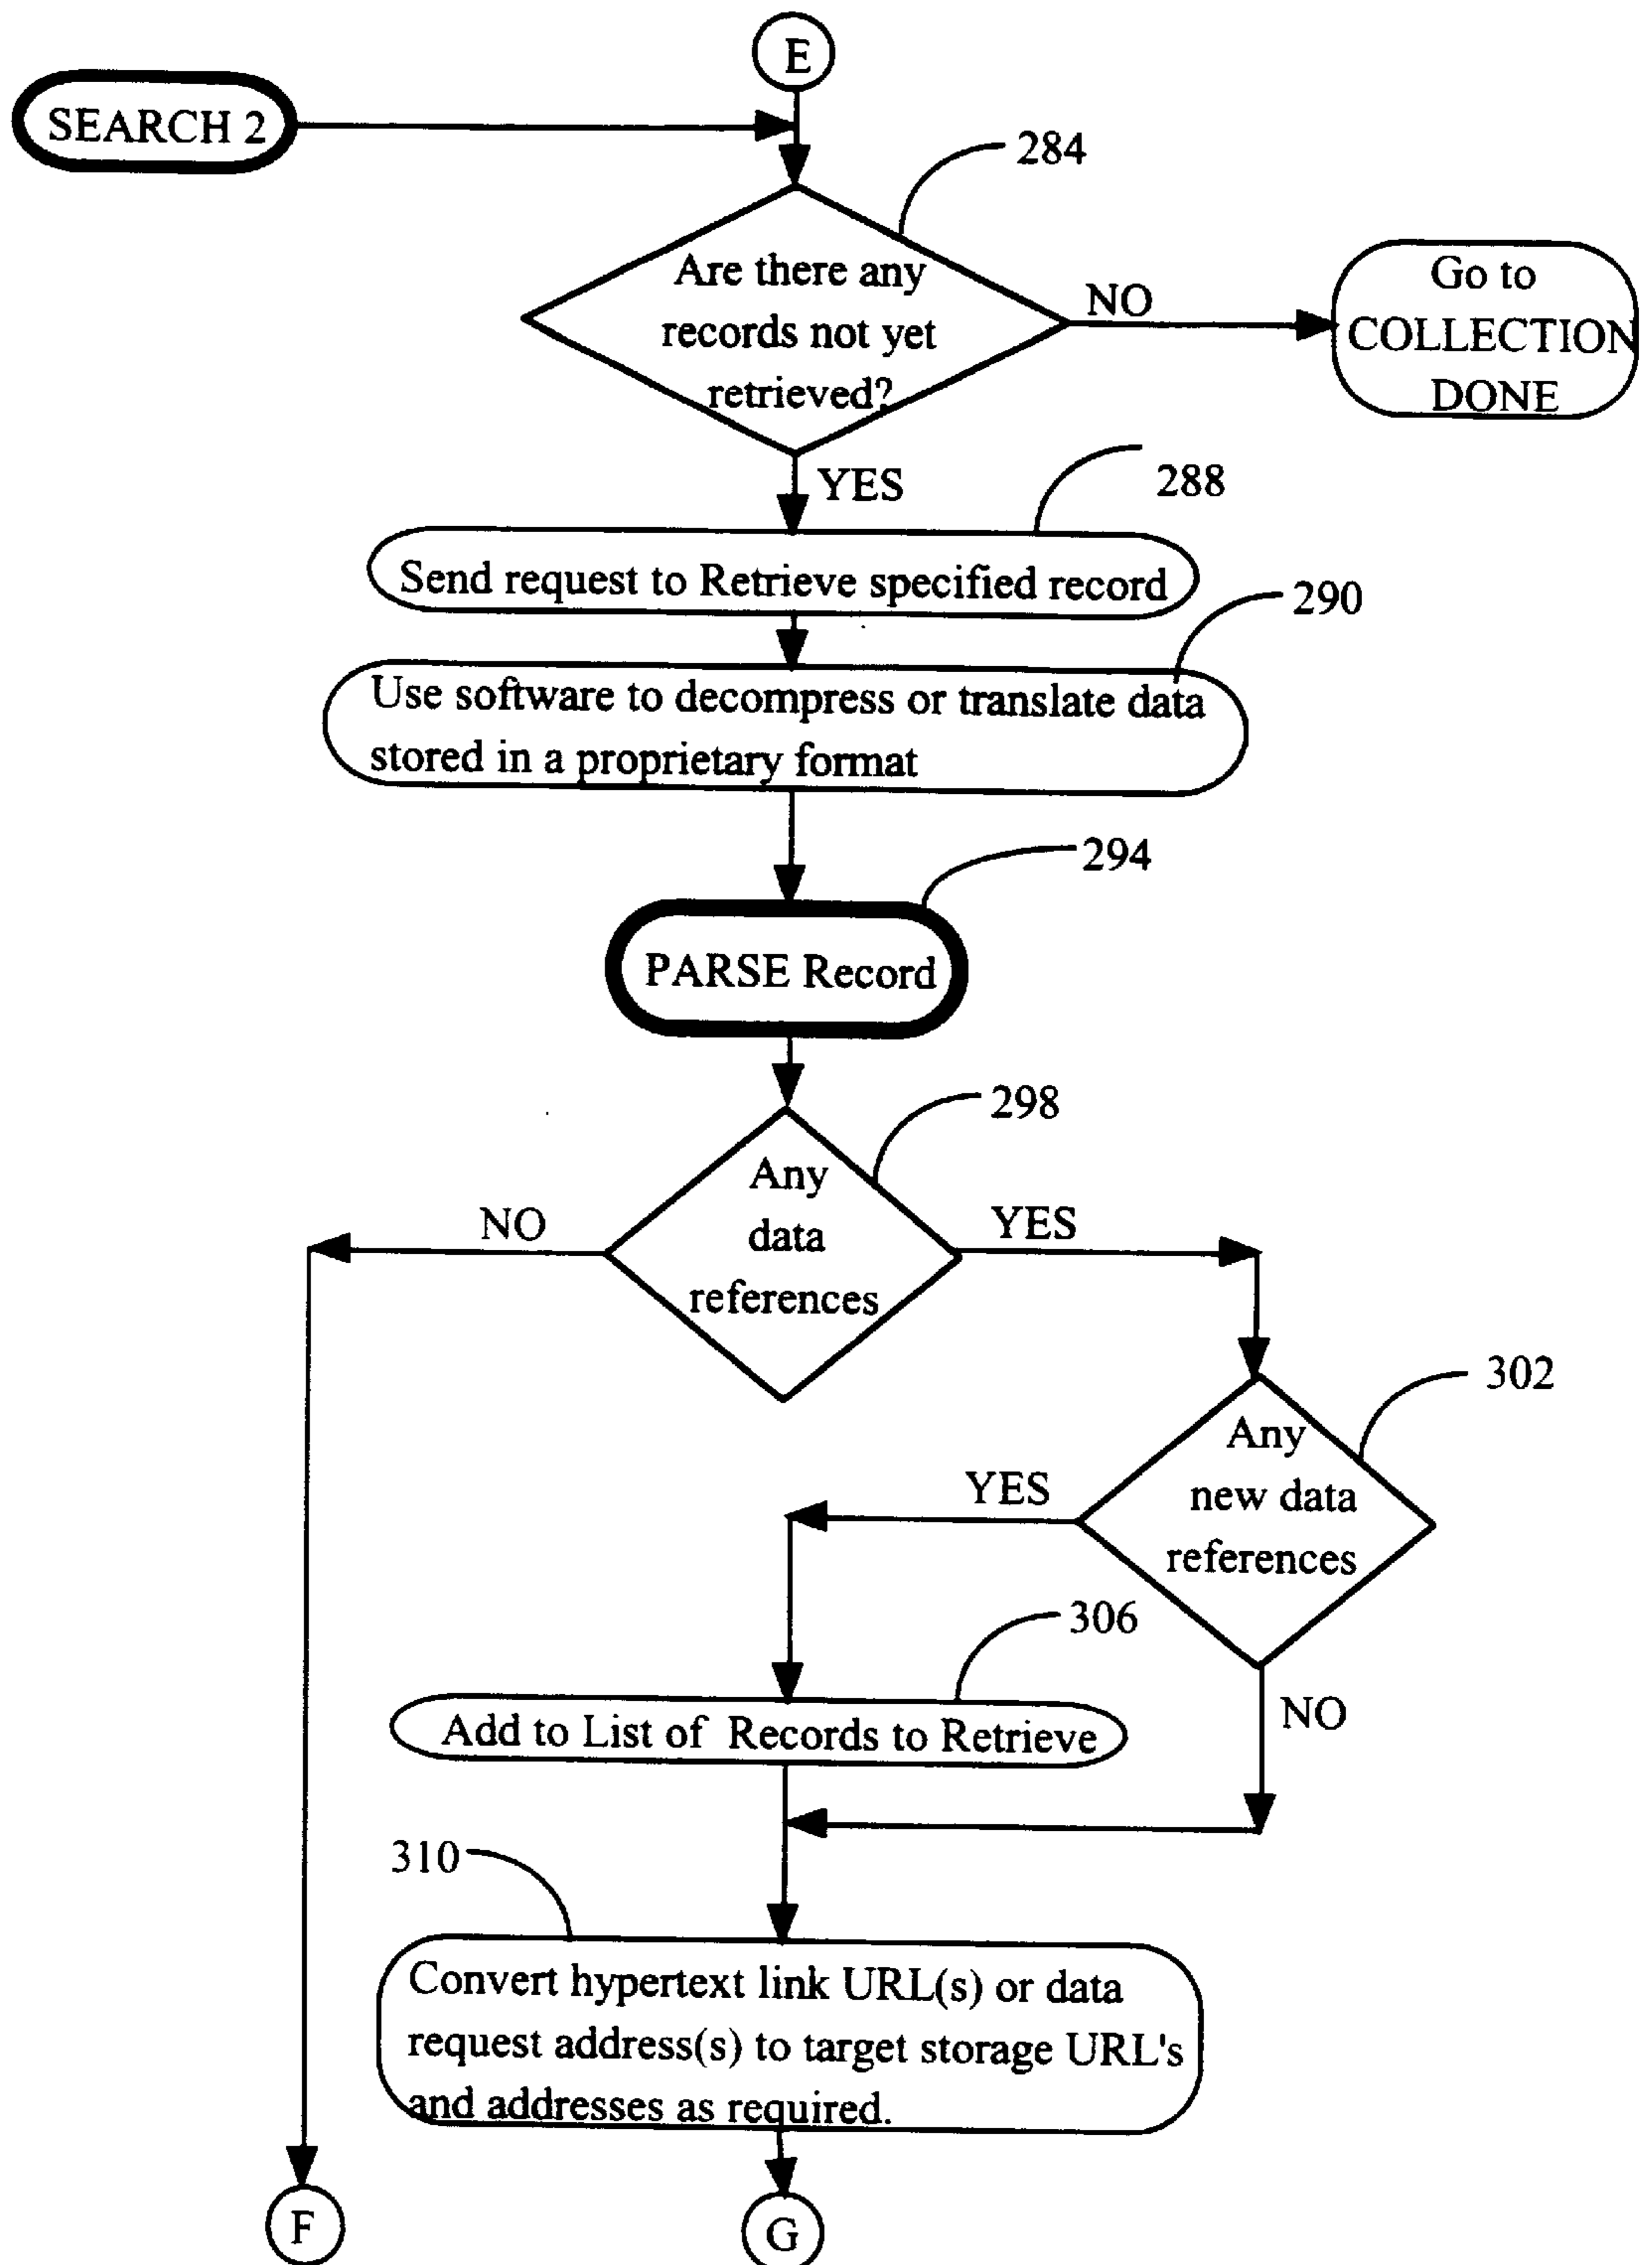 E
SEARCH 2
284
Are there any
records not yet
retrieved?
NO
Go to
COLLECTION
DONE
YES
288
Send request to Retrieve specified record
290
Use software to decompress or translate data
stored in a proprietary format
294
PARSE Record
298
Any
data
references
NO
YES
302
Any
new data
references
YES
306
NO
Add to List of Records to Retrieve
310
Convert hypertext link URL(s) or data
request address(s) to target storage URL's
and addresses as required.
F
G